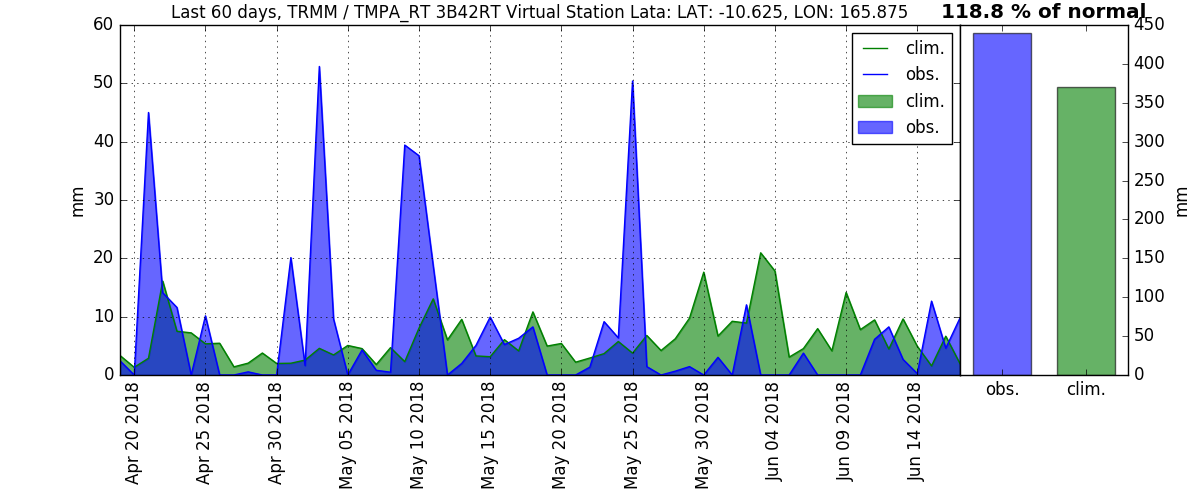 Last 60 days, TRMM / TMPA_RT 3B42RT Virtual Station Lata: LAT: -10.625, LON: 165.875
118.8 % of normal
60
50
40
30
20
10
0
mm
clim.
obs.
clim.
obs.
450
400
350
300
250
200
150
100
50
0
mm
Apr 20 2018
Apr 25 2018
Apr 30 2018
May 05 2018
May 10 2018
May 15 2018
May 20 2018
May 25 2018
May 30 2018
Jun 04 2018
Jun 09 2018
Jun 14 2018
obs.
clim.